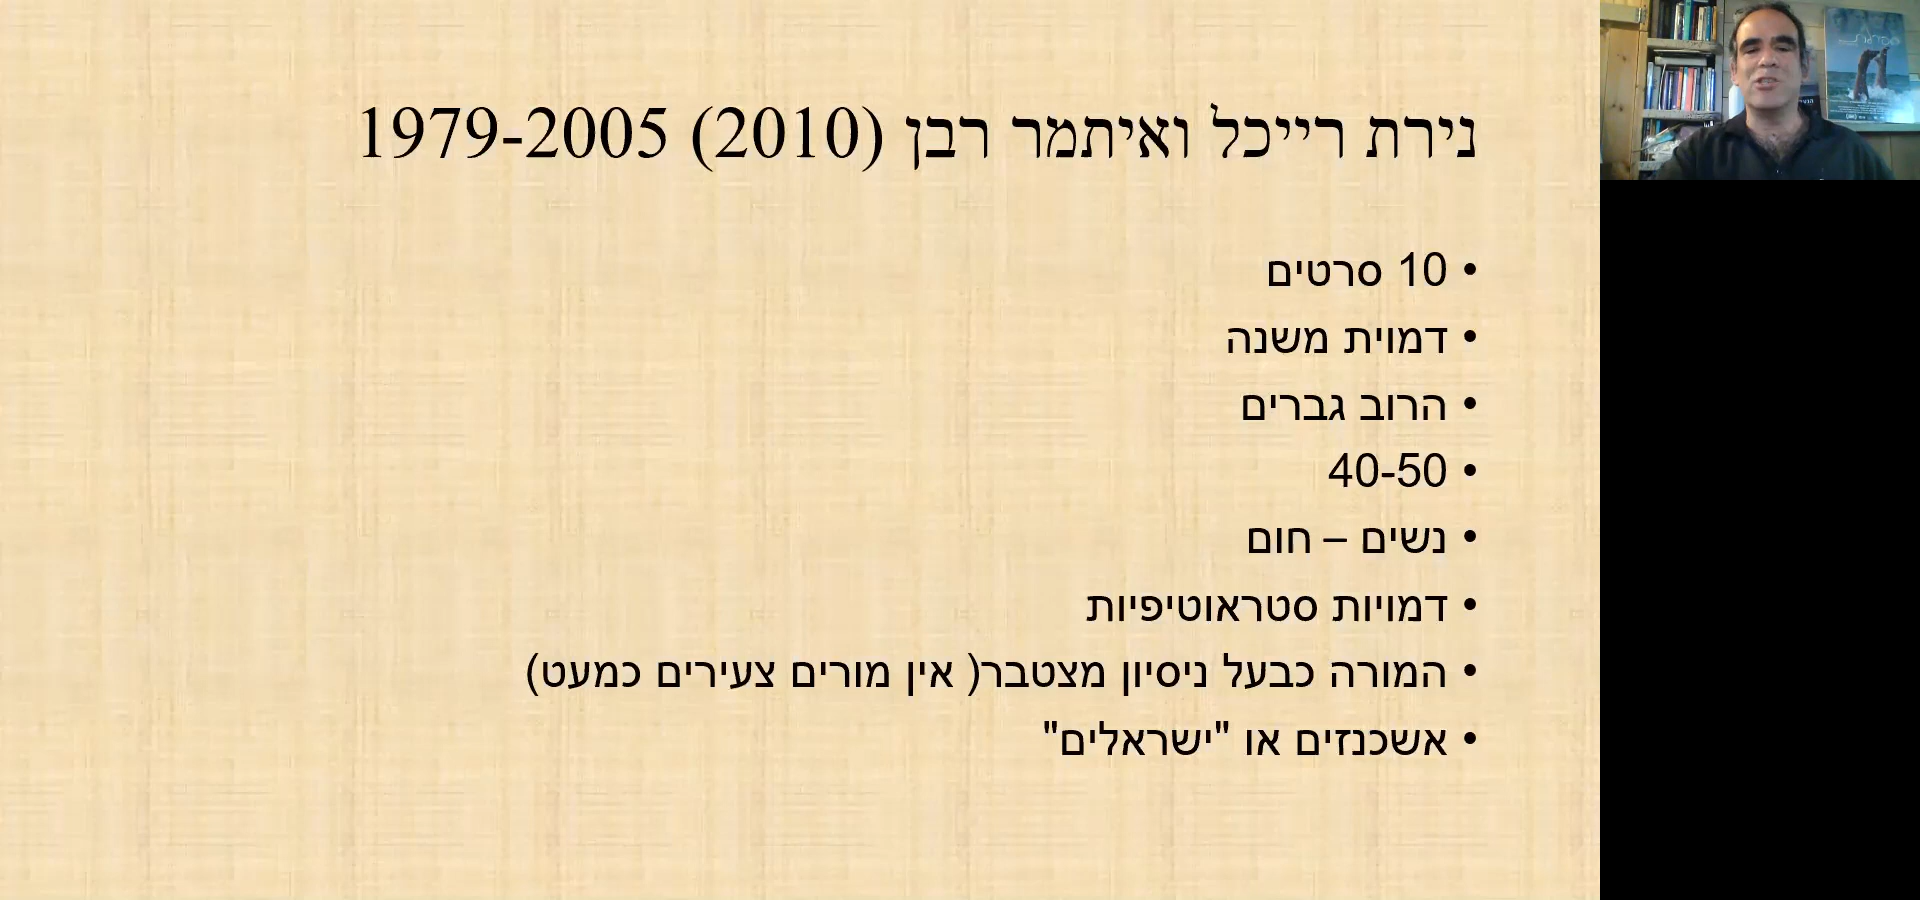 נירת רייכל ואיתמר רבן (2010) 1979-2005
• 10 סרטים
• דמוית משנה
• הרוב גברים
• 40-50
• נשים – חום
• דמויות סטראוטיפיות
• המורה כבעל ניסיון מצטבר( אין מורים צעירים כמעט)
• אשכנזים או "ישראלים"